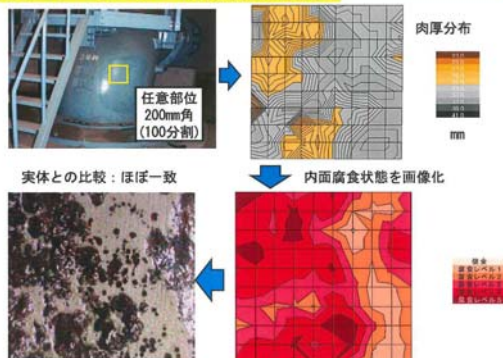 任意部位
200mm角
(100分割)
肉厚分布
mm
実体との比較：ほぼ一致
内面腐食状態を画像化